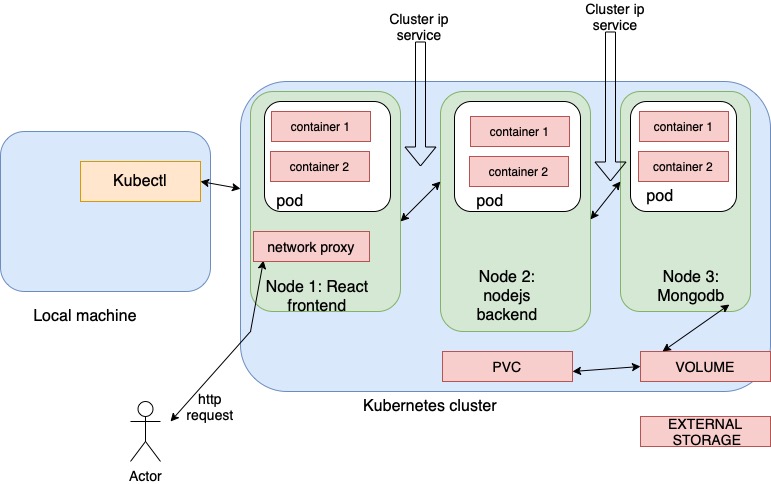 Cluster ip
service
Cluster ip
service
Kubectl
Local machine
container 1
container 2
pod
network proxy
Node 1: React
frontend
container 1
container 2
pod
Node 2:
nodejs
backend
container 1
container 2
pod
Node 3:
Mongodb
PVC
VOLUME
Kubernetes cluster
http
request
Actor
EXTERNAL
STORAGE